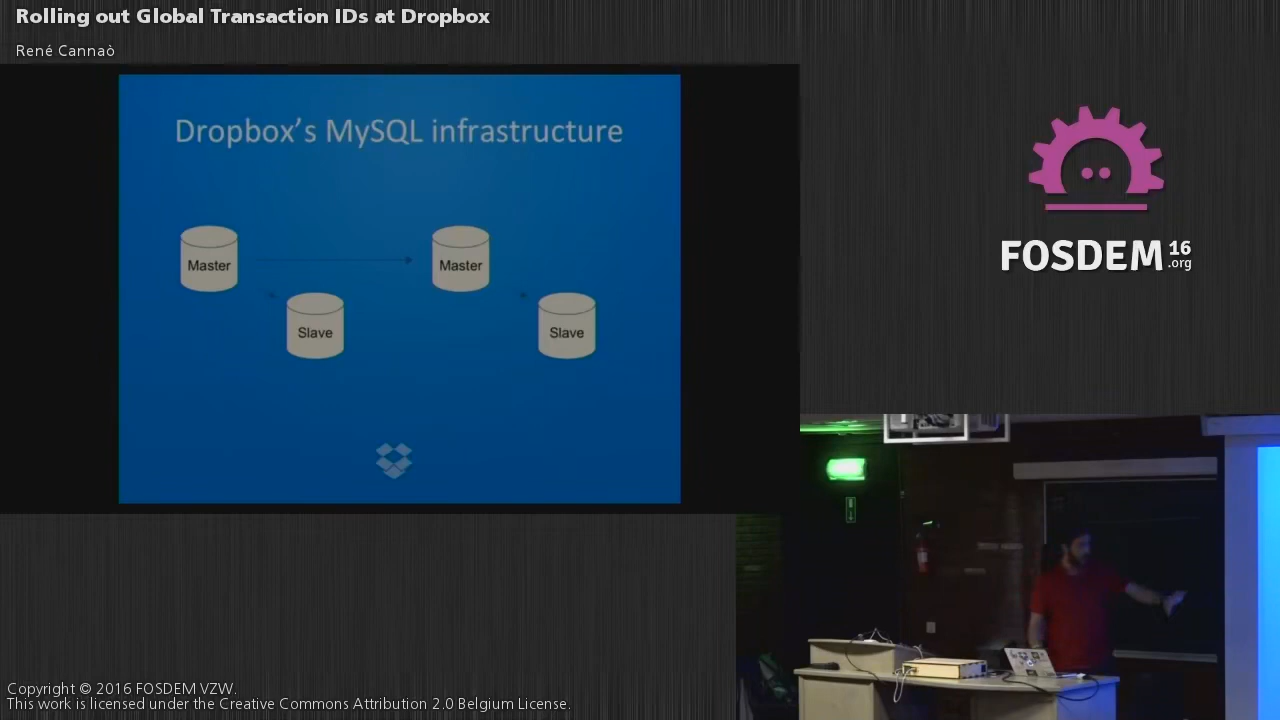 Rolling out Global Transaction IDs at Dropbox
René Cannaò
Dropbox's MySQL infrastructure
Master
Master
Slave
Slave
FOSDEM 16
.org
Copyright © 2016 FOSDEM VZW.
This work is licensed under the Creative Commons Attribution 2.0 Belgium License.